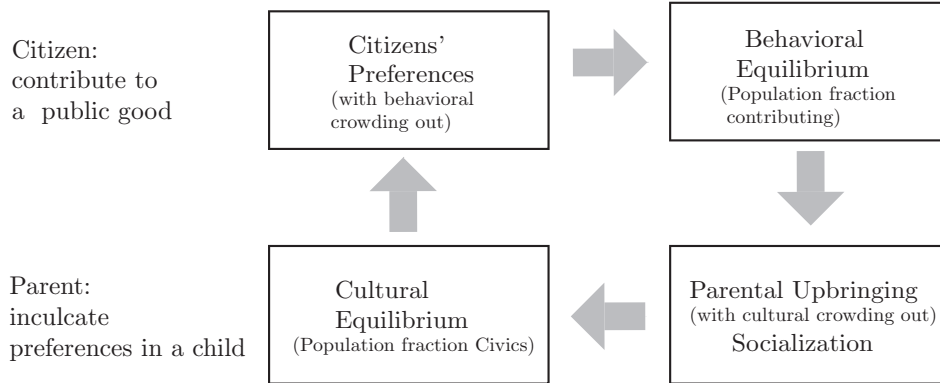 Citizen:
contribute to
a public good
Citizens'
Preferences
(with behavioral
crowding out)
Behavioral
Equilibrium
(Population fraction
contributing)
Parent:
inculcate
preferences in a child
Cultural
Equilibrium
(Population fraction Civics)
Parental Upbringing
(with cultural crowding out)
Socialization